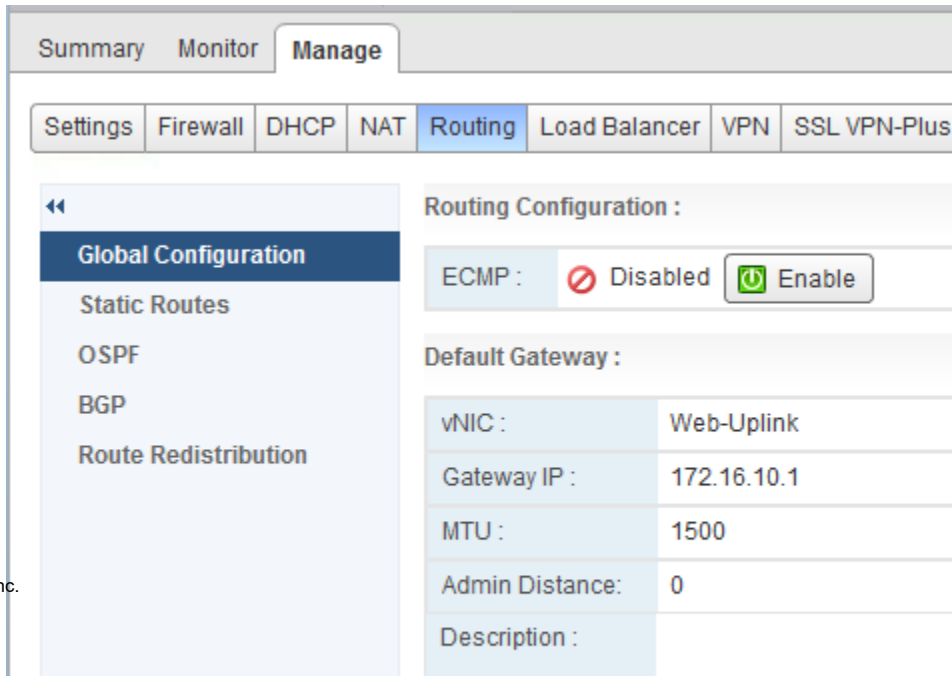 Summary Monitor Manage
Settings Firewall DHCP NAT Routing Load Balancer VPN SSL VPN-Plus
Global Configuration
Static Routes
OSPF
BGP
Route Redistribution
nc.
Routing Configuration :
ECMP : Disabled Enable
Default Gateway :
vNIC : Web-Uplink
Gateway IP : 172.16.10.1
MTU : 1500
Admin Distance: 0
Description :